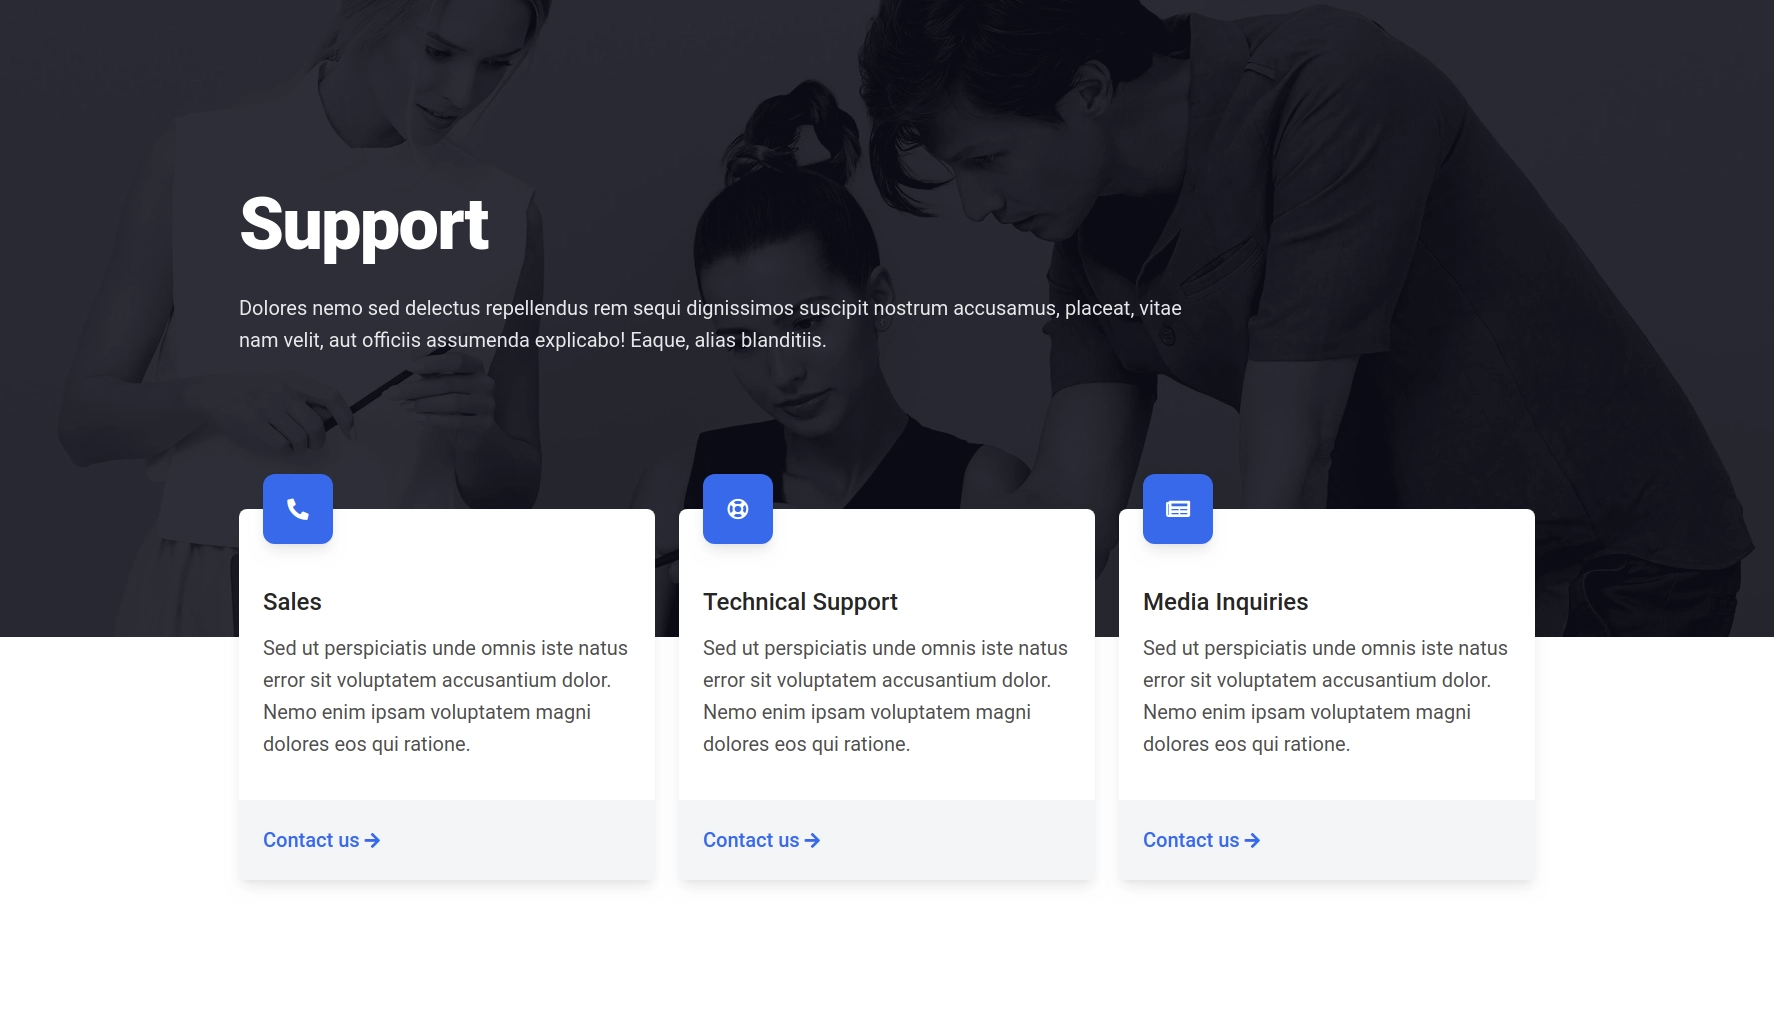 Support
Dolores nemo sed delectus repellendus rem sequi dignissimos suscipit nostrum accusamus, placeat, vitae
nam velit, aut officiis assumenda explicabo! Eaque, alias blanditiis.
Sales
Sed ut perspiciatis unde omnis iste natus
error sit voluptatem accusantium dolor.
Nemo enim ipsam voluptatem magni
dolores eos qui ratione.
Contact us
Technical Support
Sed ut perspiciatis unde omnis iste natus
error sit voluptatem accusantium dolor.
Nemo enim ipsam voluptatem magni
dolores eos qui ratione.
Contact us
Media Inquiries
Sed ut perspiciatis unde omnis iste natus
error sit voluptatem accusantium dolor.
Nemo enim ipsam voluptatem magni
dolores eos qui ratione.
Contact us